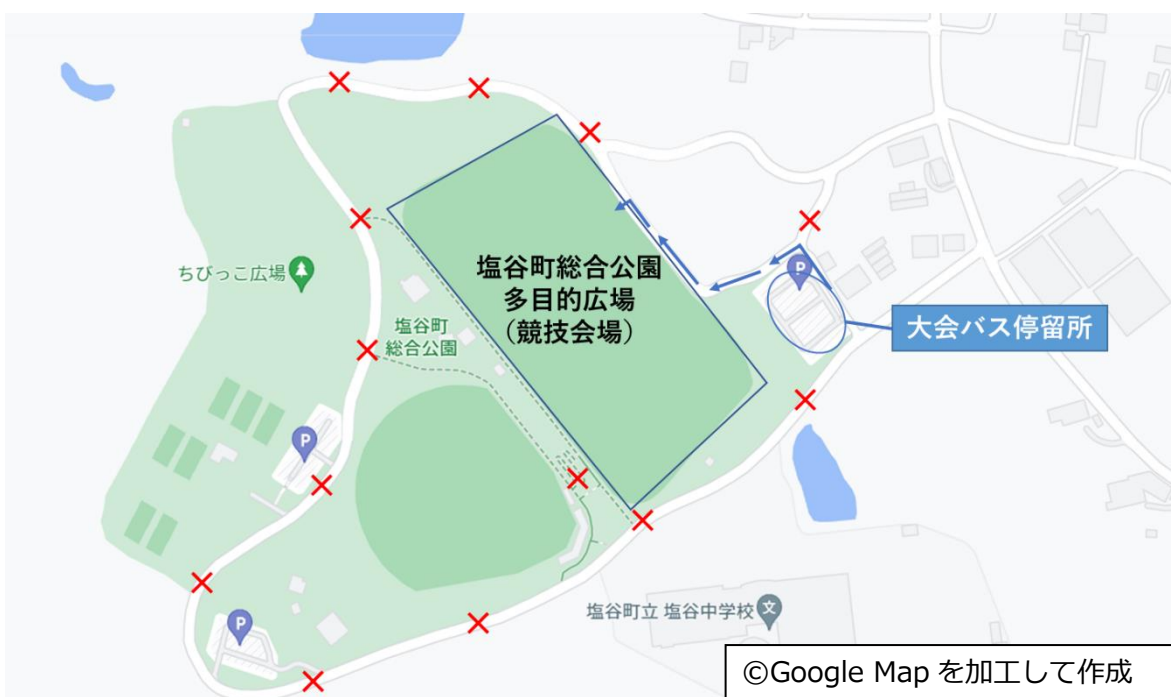 塩谷町総合公園
多目的広場
（競技会場）
ちびっこ広場
塩谷町
総合公園
P
大会バス停留所
P
P
塩谷町立 塩谷中学校
文
©Google Map を加工して作成